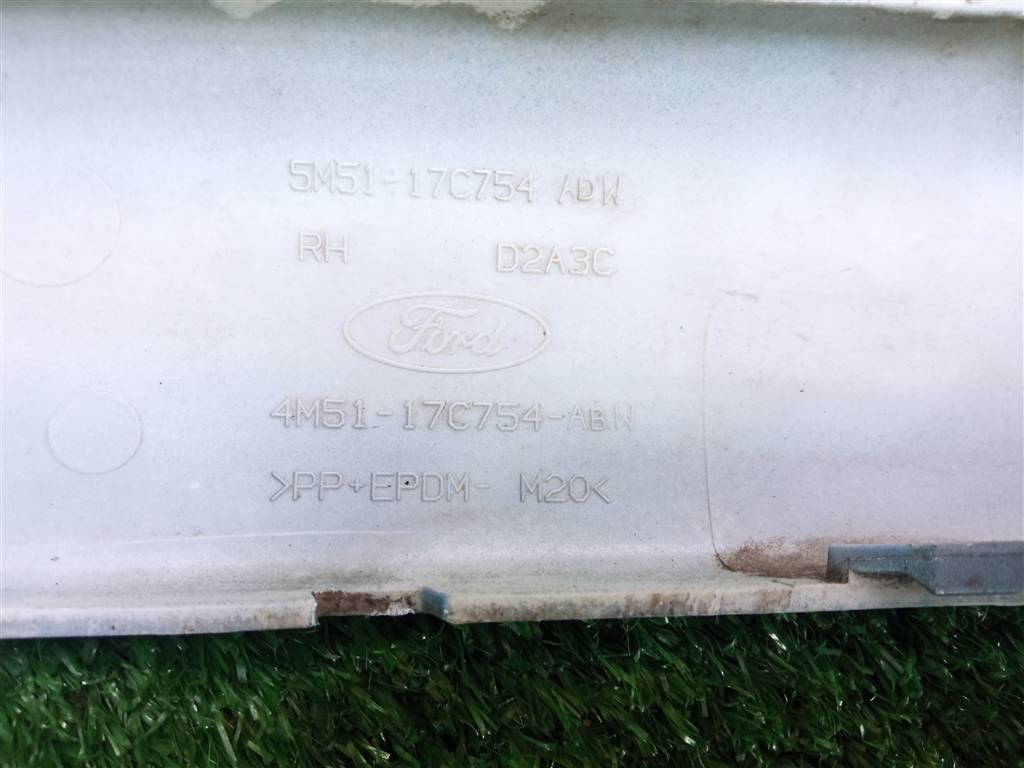 5M51-17C754 ADW
RH D2A3C
Ford
4M51-17C754-ABW
>PP+EPDM- M20<